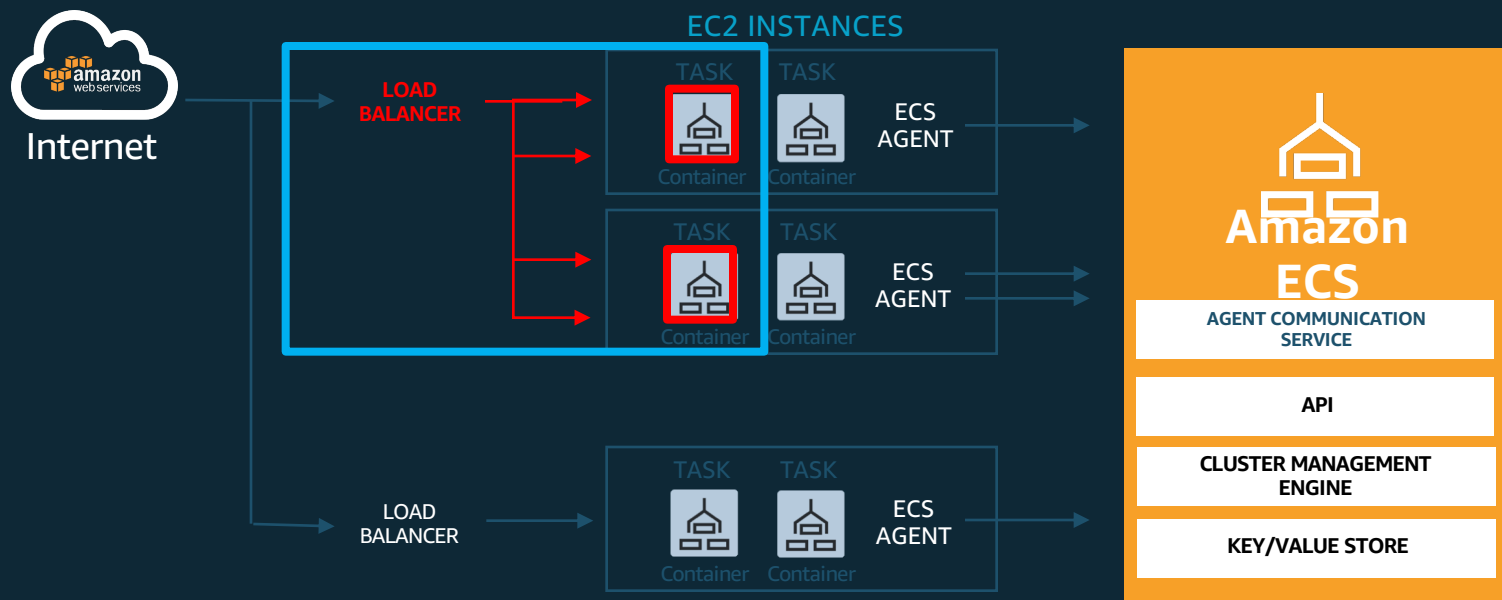 EC2 INSTANCES
amazon
webservices
Internet
LOAD
BALANCER
TASK
TASK
Container
Container
ECS
AGENT
TASK
TASK
Container
Container
ECS
AGENT
LOAD
BALANCER
TASK
TASK
Container
Container
ECS
AGENT
Amazon
ECS
AGENT COMMUNICATION
SERVICE
API
CLUSTER MANAGEMENT
ENGINE
KEY/VALUE STORE